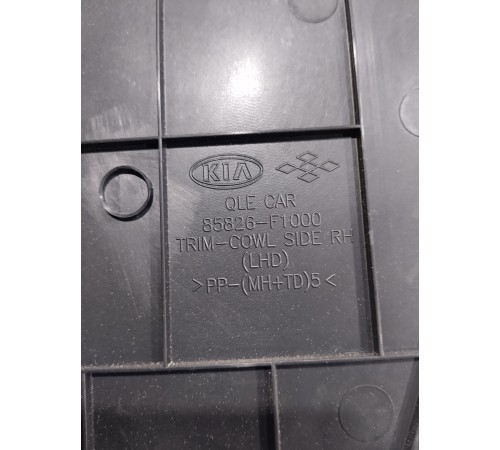 KIA
QLE CAR
85826-F1000
TRIM-COWL SIDE RH
(LHD)
>PP-(MH+TD)5<